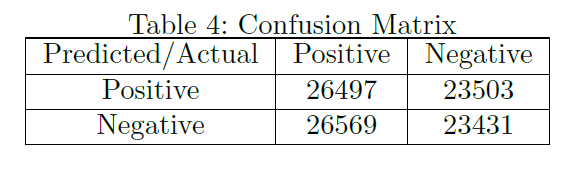 Table 4: Confusion Matrix
Predicted/Actual Positive Negative
Positive 26497 23503
Negative 26569 23431